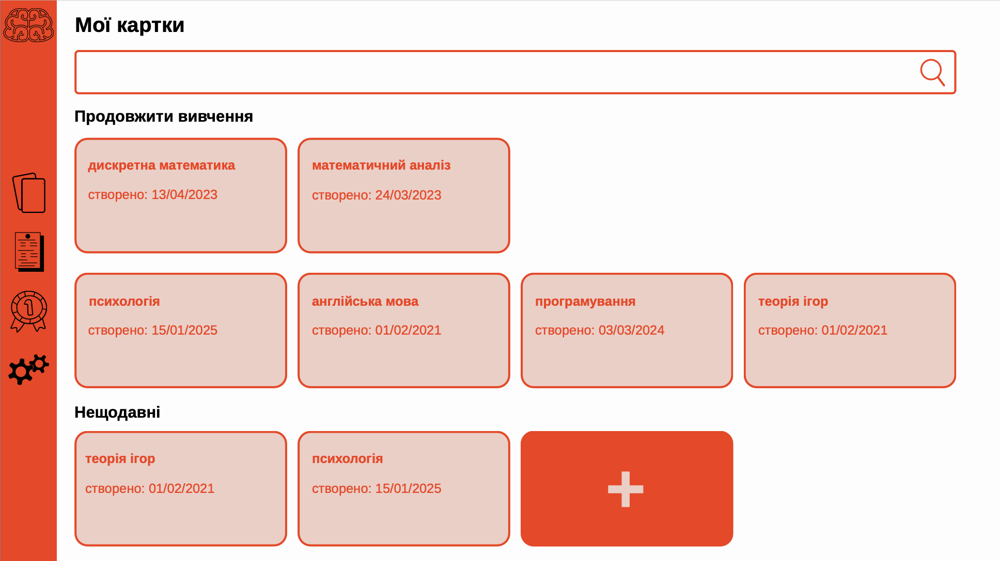 Мої картки
Продовжити вивчення
дискретна математика
створено: 13/04/2023
математичний аналіз
створено: 24/03/2023
психологія
створено: 15/01/2025
англійська мова
створено: 01/02/2021
програмування
створено: 03/03/2024
теорія ігор
створено: 01/02/2021
Нещодавні
теорія ігор
створено: 01/02/2021
психологія
створено: 15/01/2025
+
1